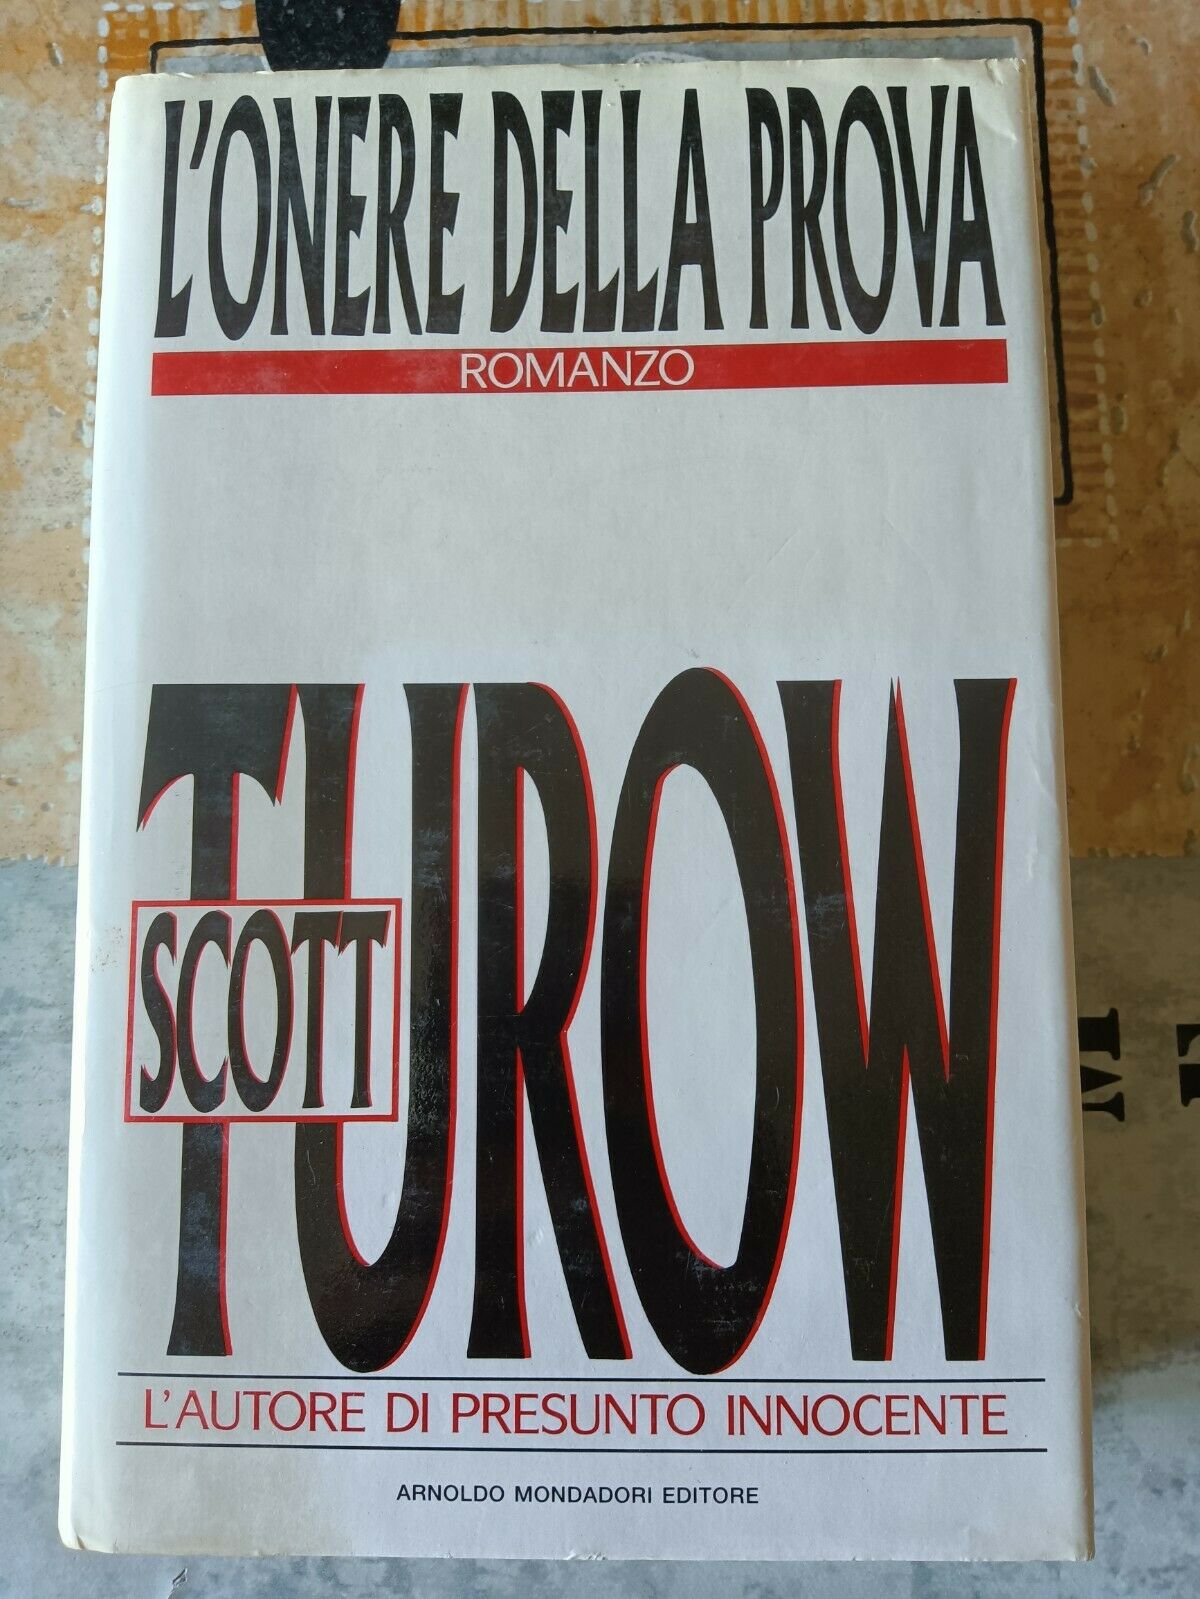 L'ONERE DELLA PROVA
ROMANZO
SCOTT
TUROW
L'AUTORE DI PRESUNTO INNOCENTE
ARNOLDO MONDADORI EDITORE